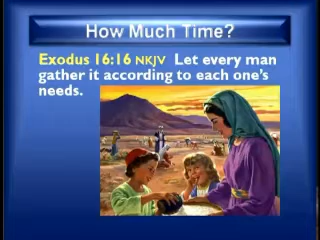 How Much Time?
Exodus 16:16 NKJV Let every man
gather it according to each one's
needs.